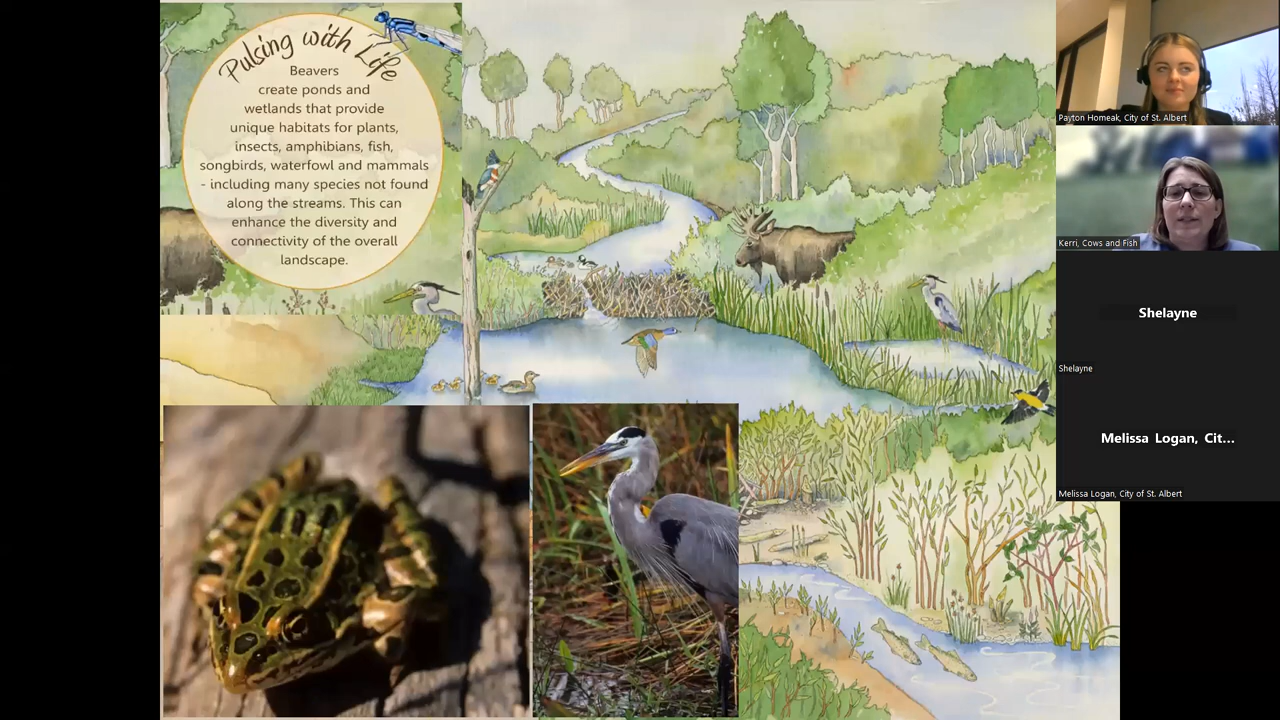 Pulsing with Life
Beavers
create ponds and
wetlands that provide
unique habitats for plants,
insects, amphibians, fish,
songbirds, waterfowl and mammals
- including many species not found
along the streams. This can
enhance the diversity and
connectivity of the overall
landscape.
Payton Homeak, City of St. Albert
Kerri, Cows and Fish
Shelayne
Shelayne
Melissa Logan, Cit...
Melissa Logan, City of St. Albert